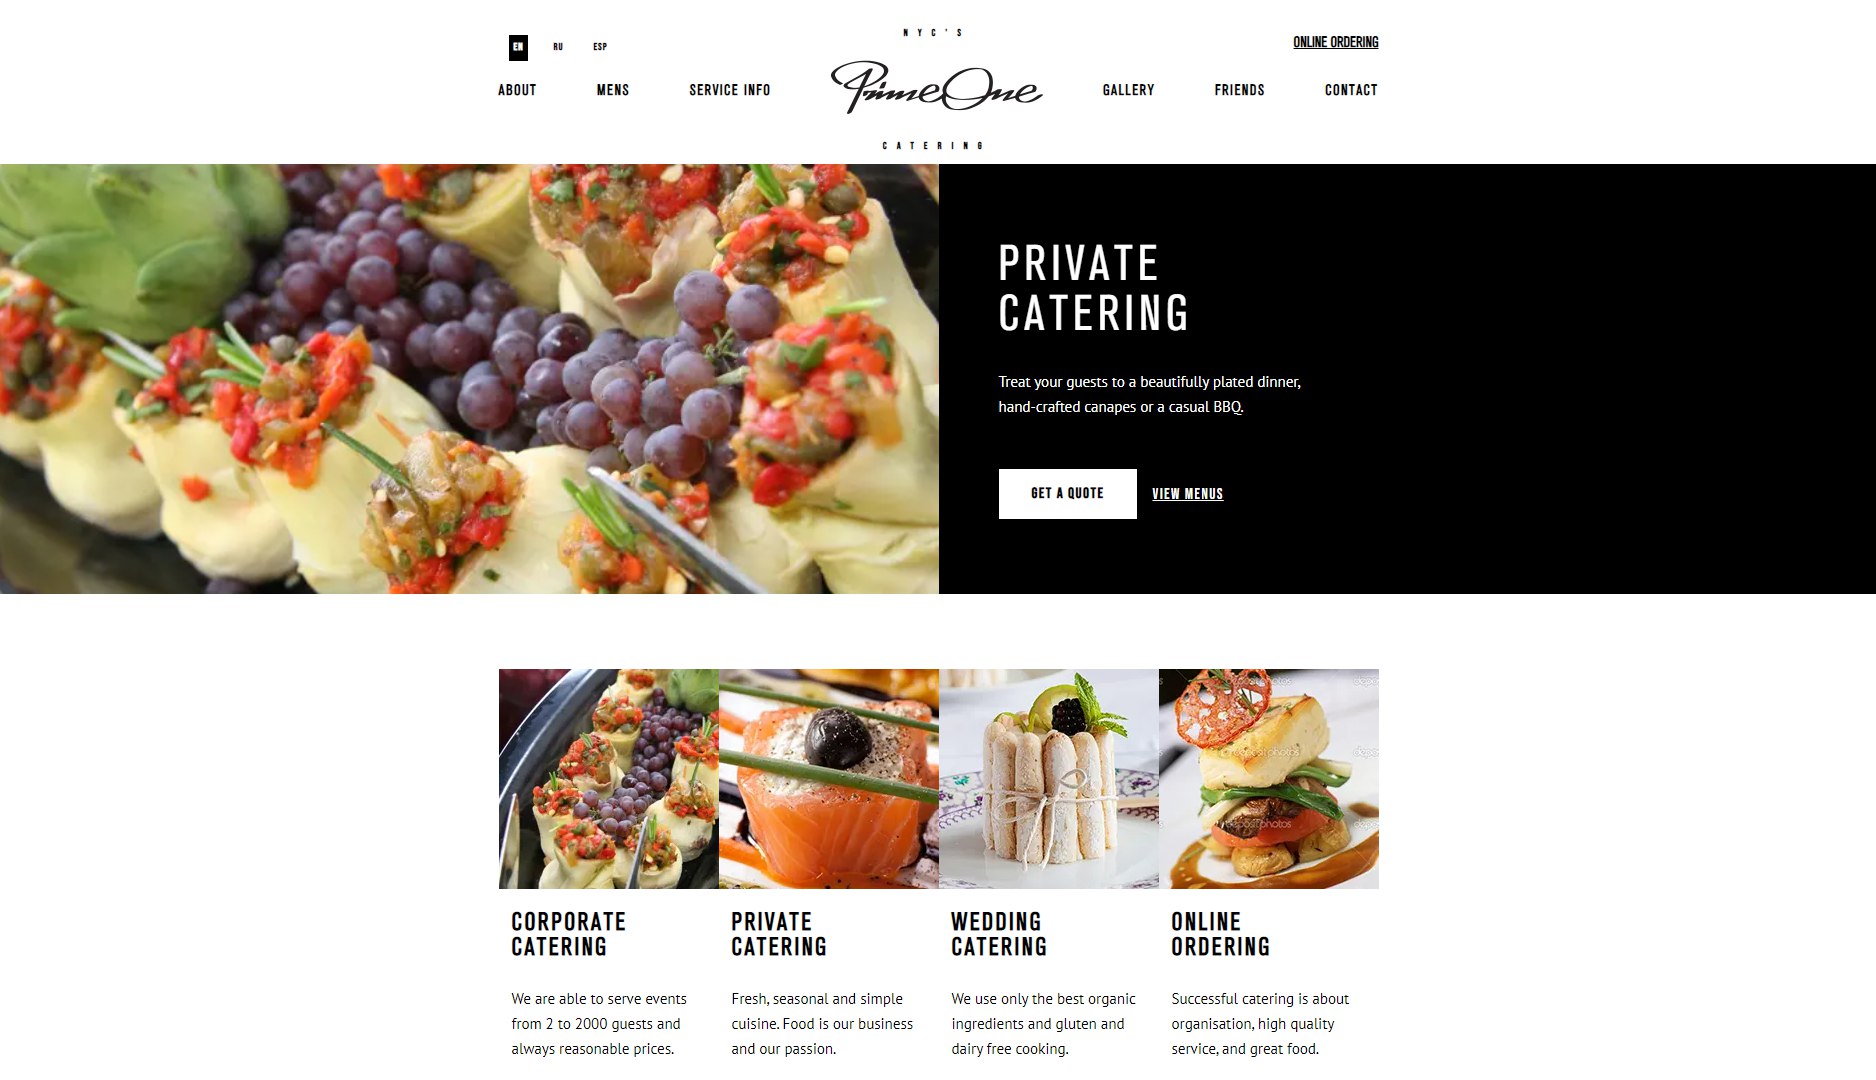 NYC'S
EN RU ESP
ONLINE ORDERING
ABOUT MENS SERVICE INFO
PrimeOne
GALLERY FRIENDS CONTACT
CATERING
PRIVATE
CATERING
Treat your guests to a beautifully plated dinner,
hand-crafted canapes or a casual BBQ.
GET A QUOTE VIEW MENUS
CORPORATE
CATERING
We are able to serve events
from 2 to 2000 guests and
always reasonable prices.
PRIVATE
CATERING
Fresh, seasonal and simple
cuisine. Food is our business
and our passion.
WEDDING
CATERING
We use only the best organic
ingredients and gluten and
dairy free cooking.
depositphotos
depositphotos
depositphotos
ONLINE
ORDERING
Successful catering is about
organisation, high quality
service, and great food.